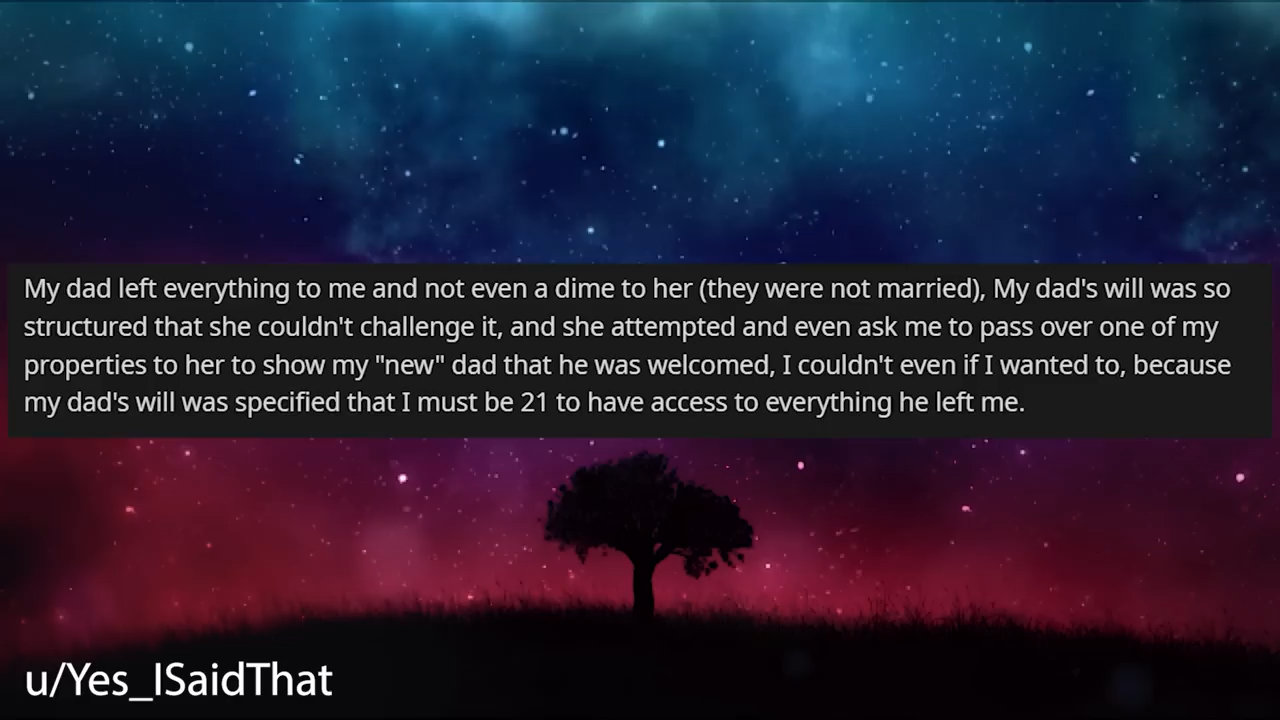 My dad left everything to me and not even a dime to her (they were not married), My dad's will was so
structured that she couldn't challenge it, and she attempted and even ask me to pass over one of my
properties to her to show my "new" dad that he was welcomed, I couldn't even if I wanted to, because
my dad's will was specified that I must be 21 to have access to everything he left me.
u/Yes_ISaidThat